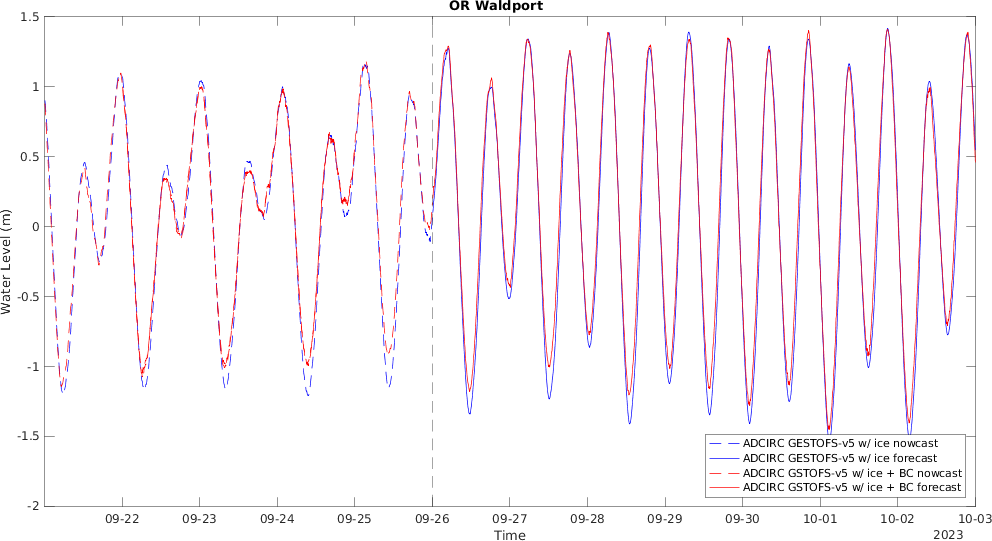 OR Waldport
1.5
1
0.5
0
-0.5
-1
-1.5
-2
Water Level (m)
ADCIRC GESTOFS-v5 w/ ice nowcast
ADCIRC GESTOFS-v5 w/ ice forecast
ADCIRC GSTOFS-v5 w/ ice + BC nowcast
ADCIRC GSTOFS-v5 w/ ice + BC forecast
09-22 09-23 09-24 09-25 09-26 09-27 09-28 09-29 09-30 10-01 10-02 10-03
Time
2023